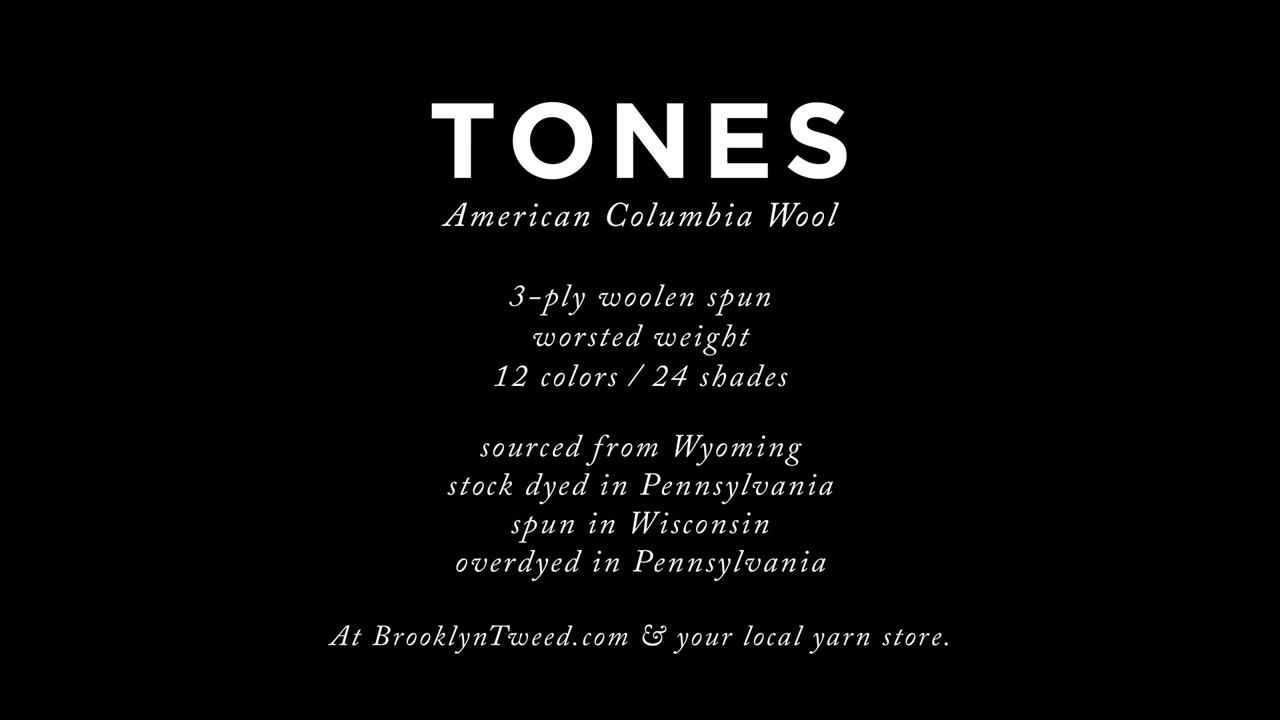 TONES
American Columbia Wool
3-ply woolen spun
worsted weight
12 colors / 24 shades
sourced from Wyoming
stock dyed in Pennsylvania
spun in Wisconsin
overdyed in Pennsylvania
At BrooklynTweed.com & your local yarn store.